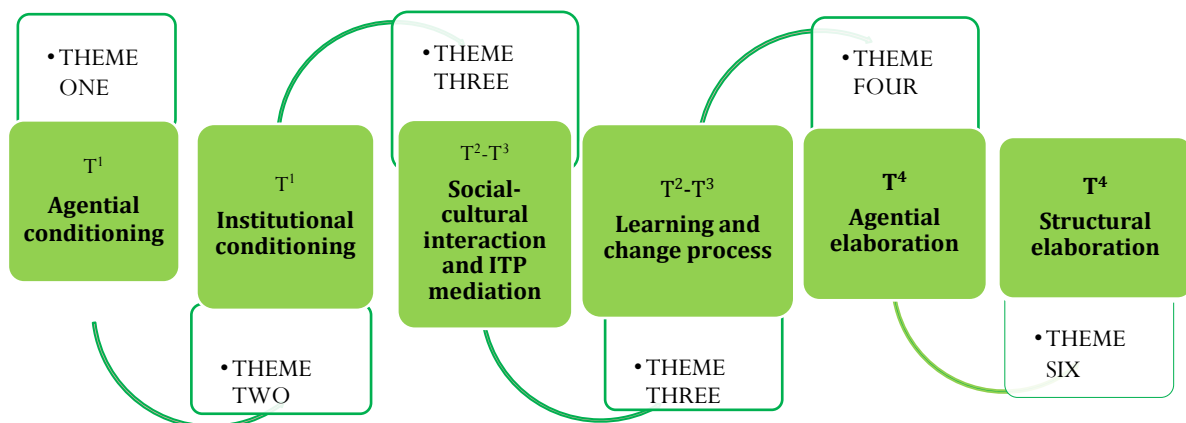 • THEME
ONE
T¹
Agential
conditioning
T¹
Institutional
conditioning
• THEME
TWO
• THEME
THREE
T²-T³
Social-
cultural
interaction
and ITP
mediation
T²-T³
Learning and
change process
• THEME
THREE
• THEME
FOUR
T⁴
Agential
elaboration
T⁴
Structural
elaboration
• THEME
SIX